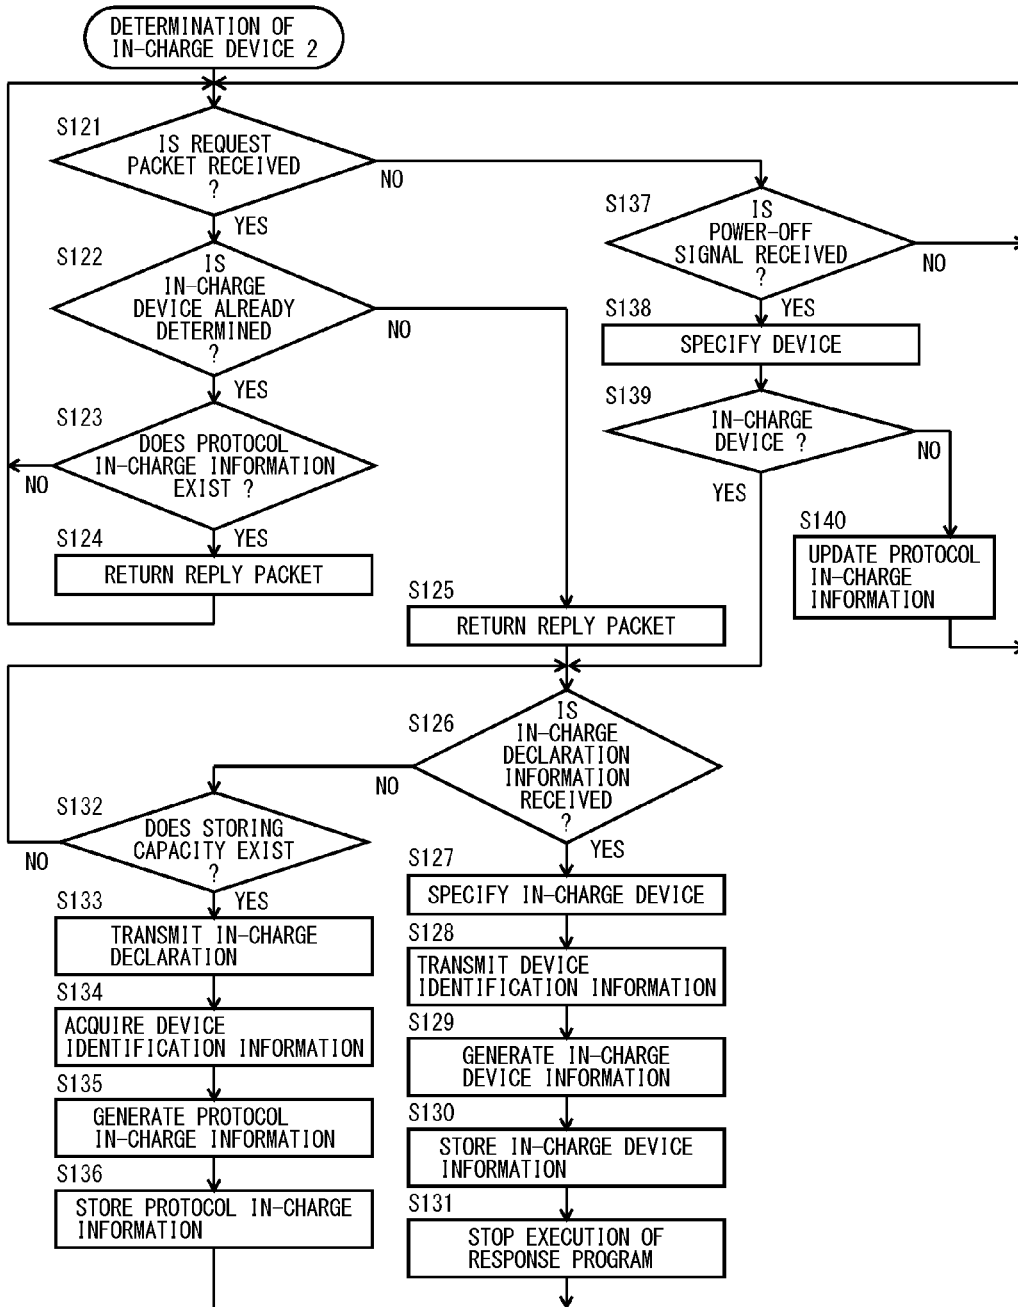 DETERMINATION OF
IN-CHARGE DEVICE 2
S121
IS REQUEST
PACKET RECEIVED
?
NO
YES
S137
IS
POWER-OFF
SIGNAL RECEIVED
?
NO
YES
S122
IS
IN-CHARGE
DEVICE ALREADY
DETERMINED
?
NO
YES
S138
SPECIFY DEVICE
S139
IN-CHARGE
DEVICE ?
NO
YES
S123
DOES PROTOCOL
IN-CHARGE INFORMATION
EXIST ?
NO
YES
S124
RETURN REPLY PACKET
S140
UPDATE PROTOCOL
IN-CHARGE
INFORMATION
S125
RETURN REPLY PACKET
S126
IS
IN-CHARGE
DECLARATION
INFORMATION
RECEIVED
?
NO
YES
S132
DOES STORING
CAPACITY EXIST
?
NO
YES
S127
SPECIFY IN-CHARGE DEVICE
S133
TRANSMIT IN-CHARGE
DECLARATION
S128
TRANSMIT DEVICE
IDENTIFICATION INFORMATION
S134
ACQUIRE DEVICE
IDENTIFICATION INFORMATION
S129
GENERATE IN-CHARGE
DEVICE INFORMATION
S135
GENERATE PROTOCOL
IN-CHARGE INFORMATION
S130
STORE IN-CHARGE DEVICE
INFORMATION
S136
STORE PROTOCOL IN-CHARGE
INFORMATION
S131
STOP EXECUTION OF
RESPONSE PROGRAM